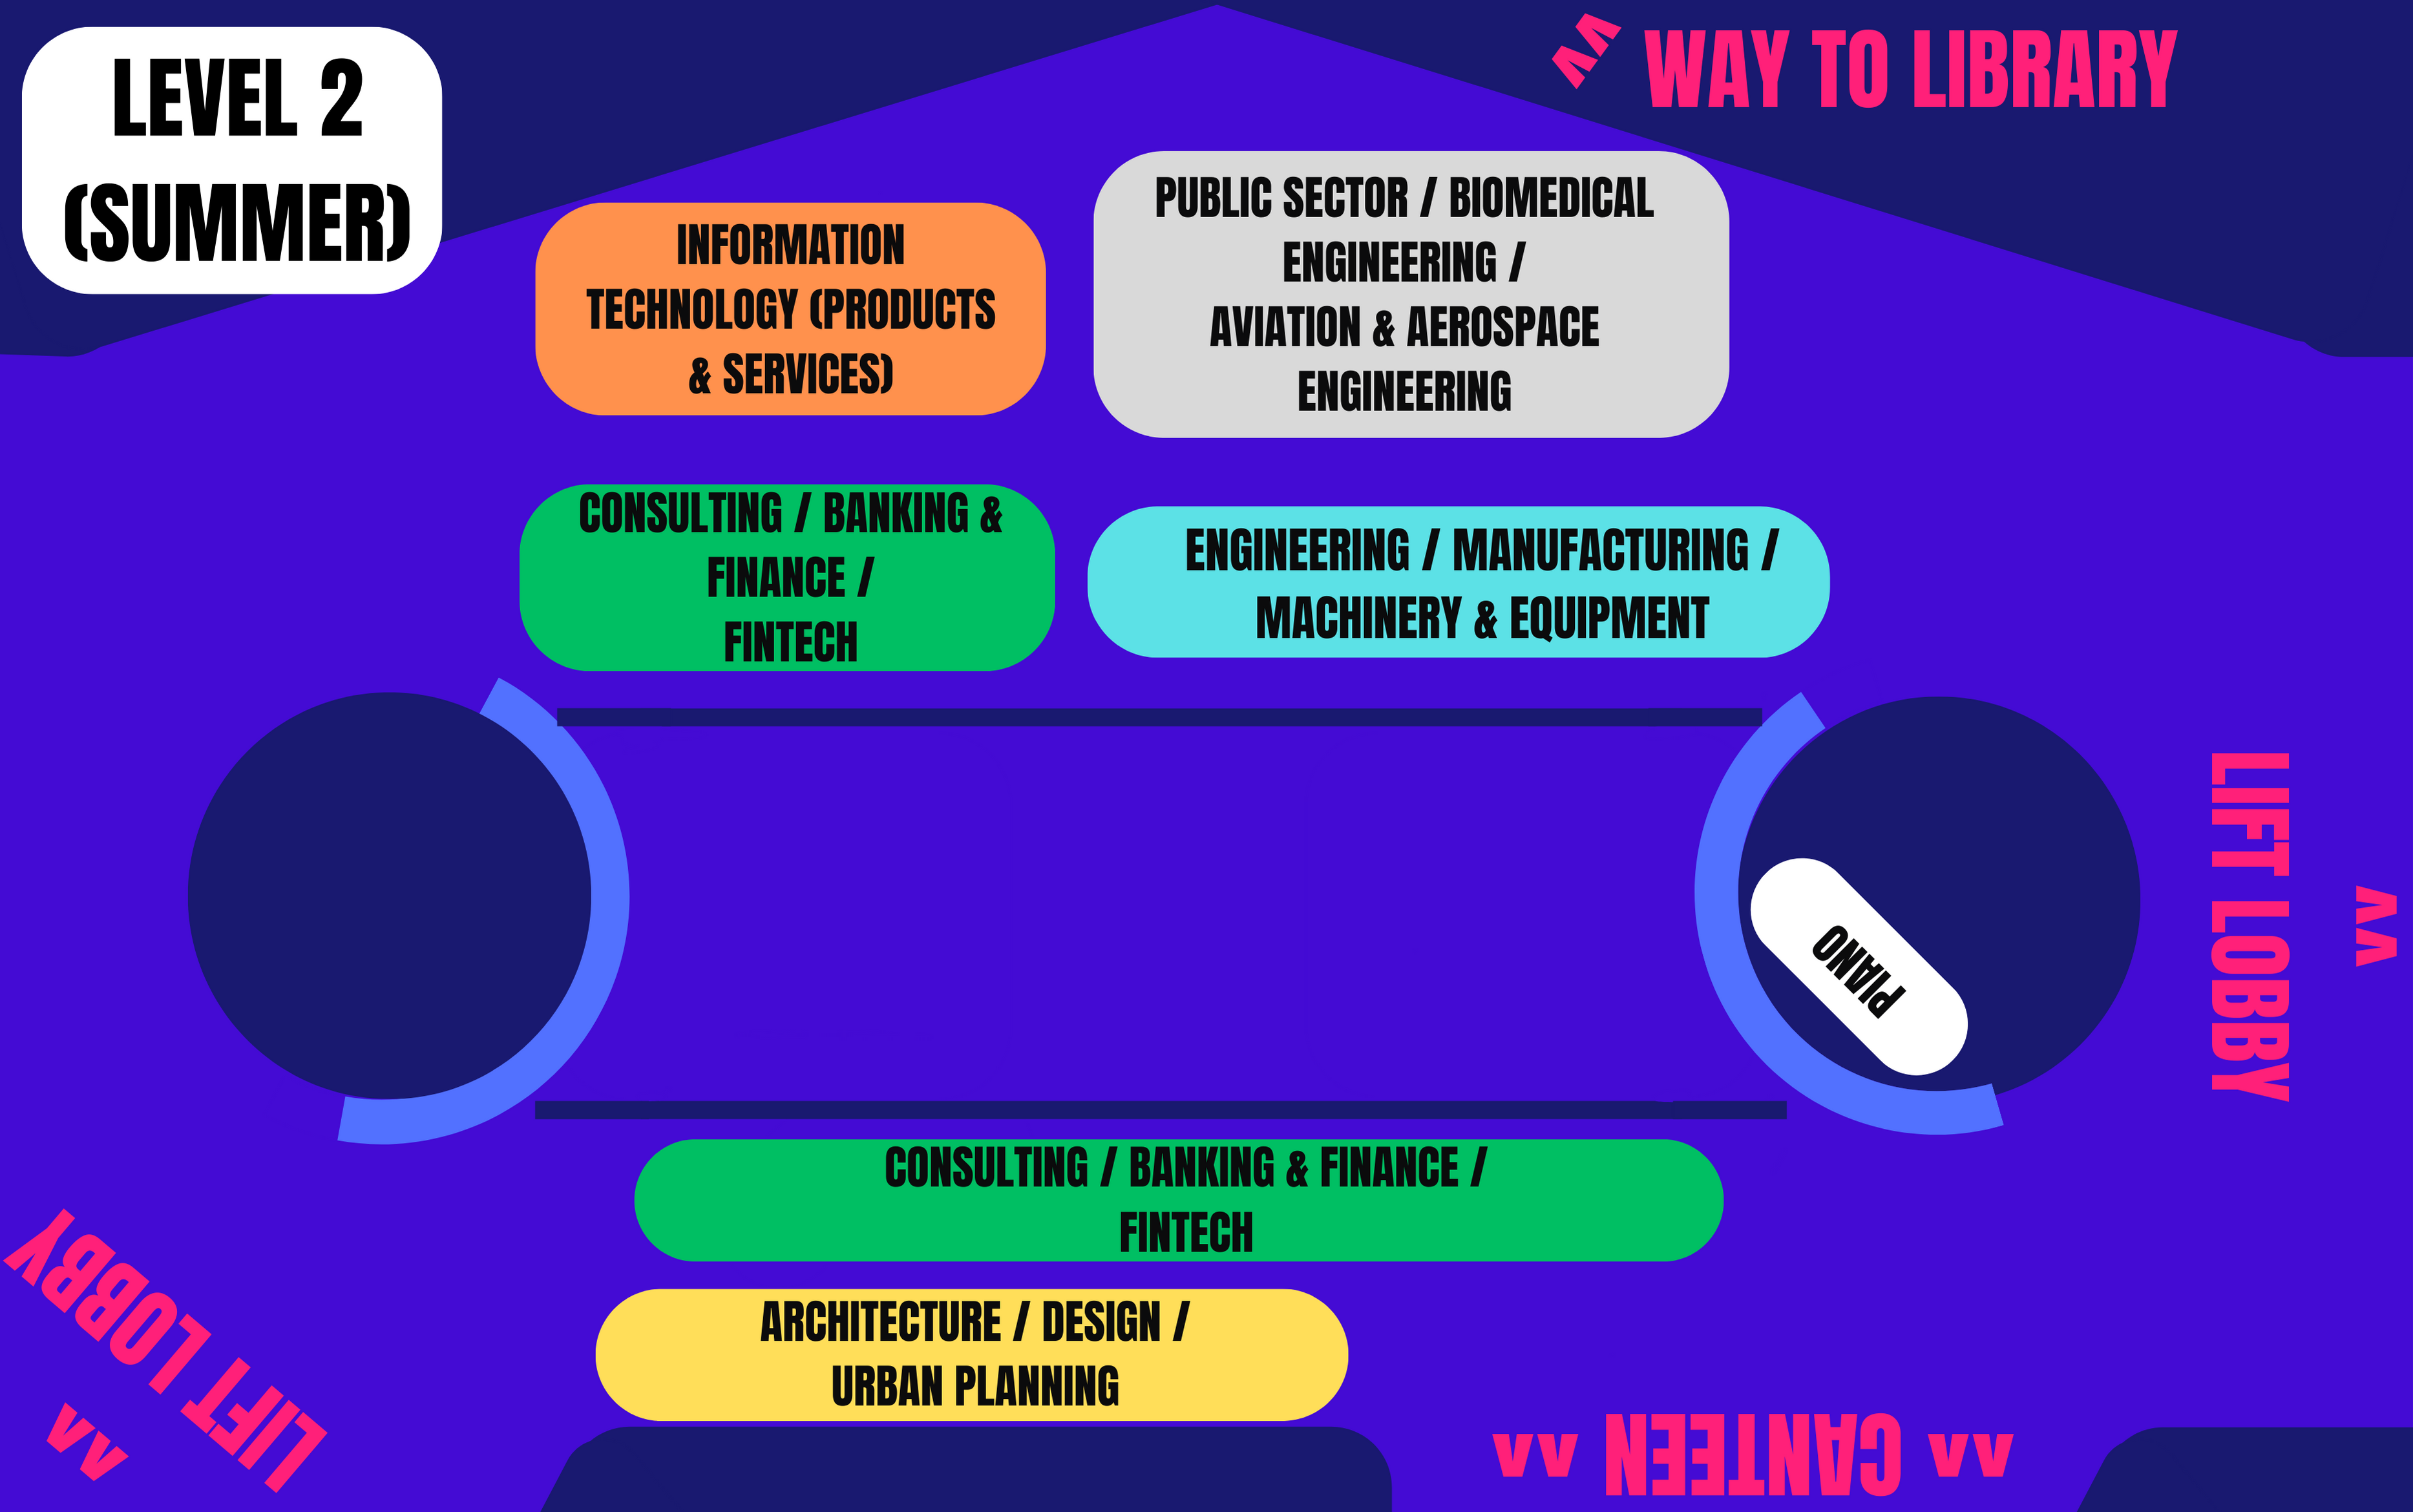 LEVEL 2
(SUMMER)
^^ WAY TO LIBRARY
INFORMATION
TECHNOLOGY (PRODUCTS
& SERVICES)
PUBLIC SECTOR / BIOMEDICAL
ENGINEERING /
AVIATION & AEROSPACE
ENGINEERING
CONSULTING / BANKING &
FINANCE /
FINTECH
ENGINEERING / MANUFACTURING /
MACHINERY & EQUIPMENT
PIANO
LIFT LOBBY
^^
CONSULTING / BANKING & FINANCE /
FINTECH
ARCHITECTURE / DESIGN /
URBAN PLANNING
LIFT LOBBY
^^
^^ CANTEEN ^^